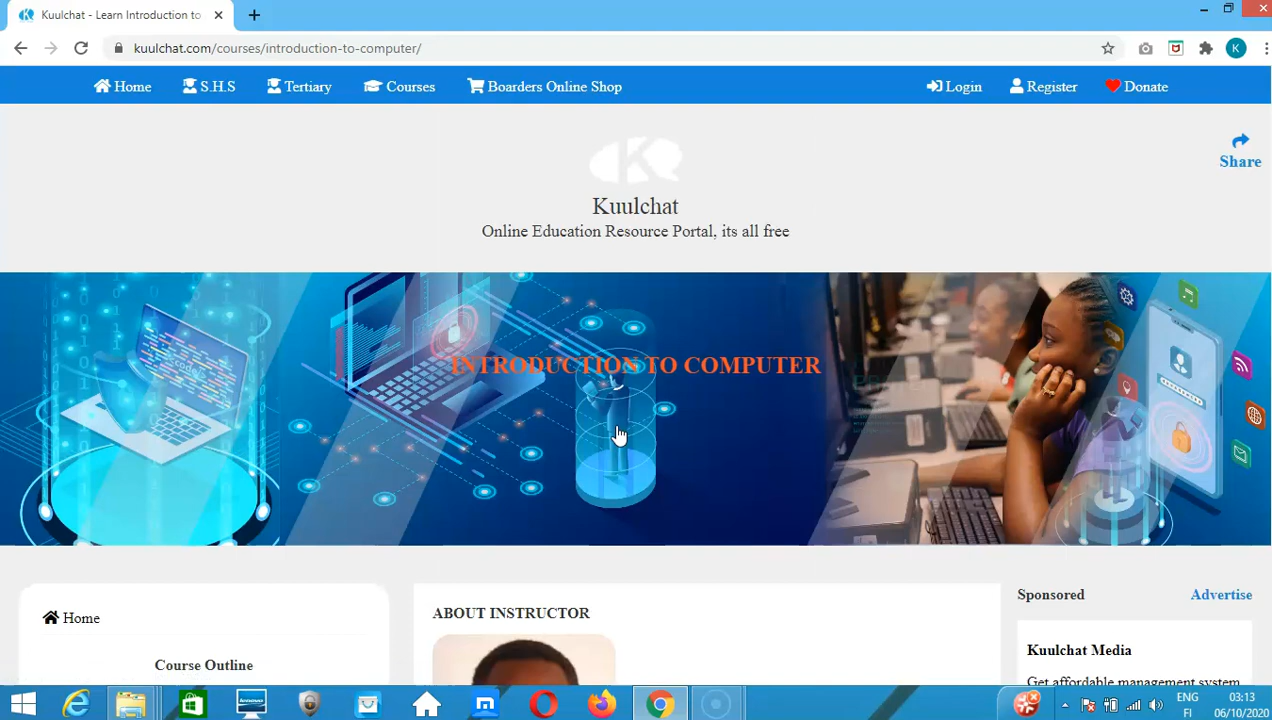 Kuulchat - Learn Introduction to
kuulchat.com/courses/introduction-to-computer/
K
Home S.H.S Tertiary Courses Boarders Online Shop Login Register Donate
Share
Kuulchat
Online Education Resource Portal, its all free
INTRODUCTION TO COMPUTER
Home
Course Outline
ABOUT INSTRUCTOR
Sponsored Advertise
Kuulchat Media
Get affordable management system
ENG
FI
03:13
06/10/2020